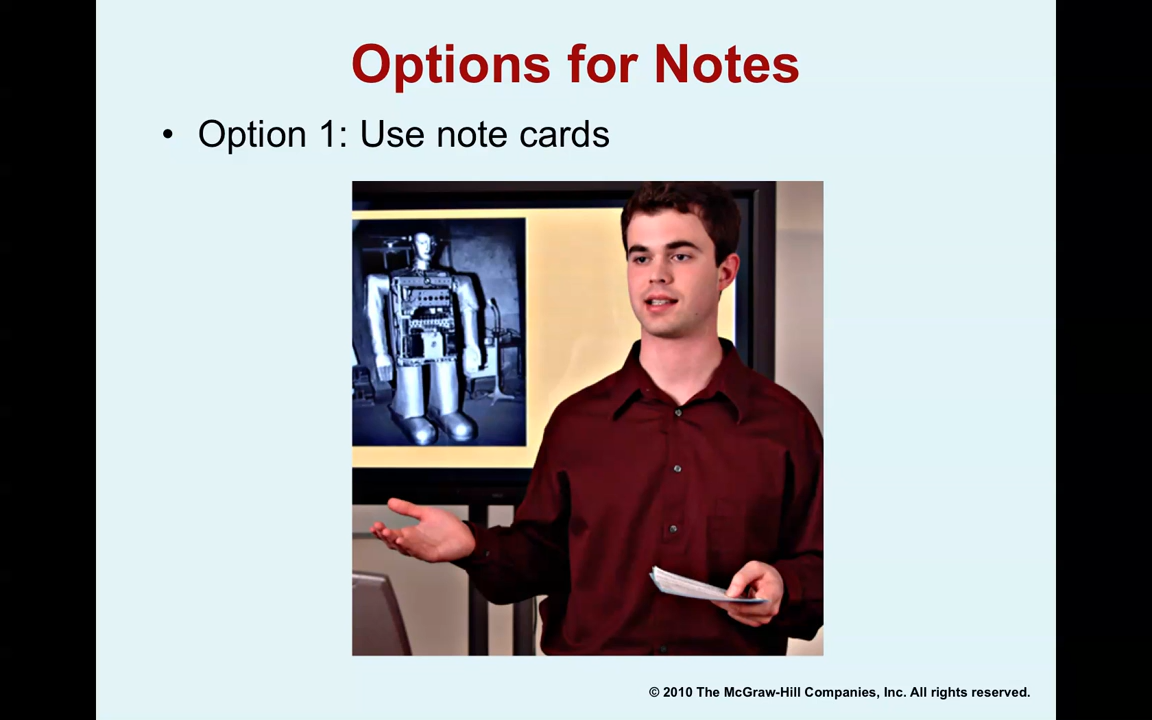 Options for Notes
• Option 1: Use note cards
© 2010 The McGraw-Hill Companies, Inc. All rights reserved.